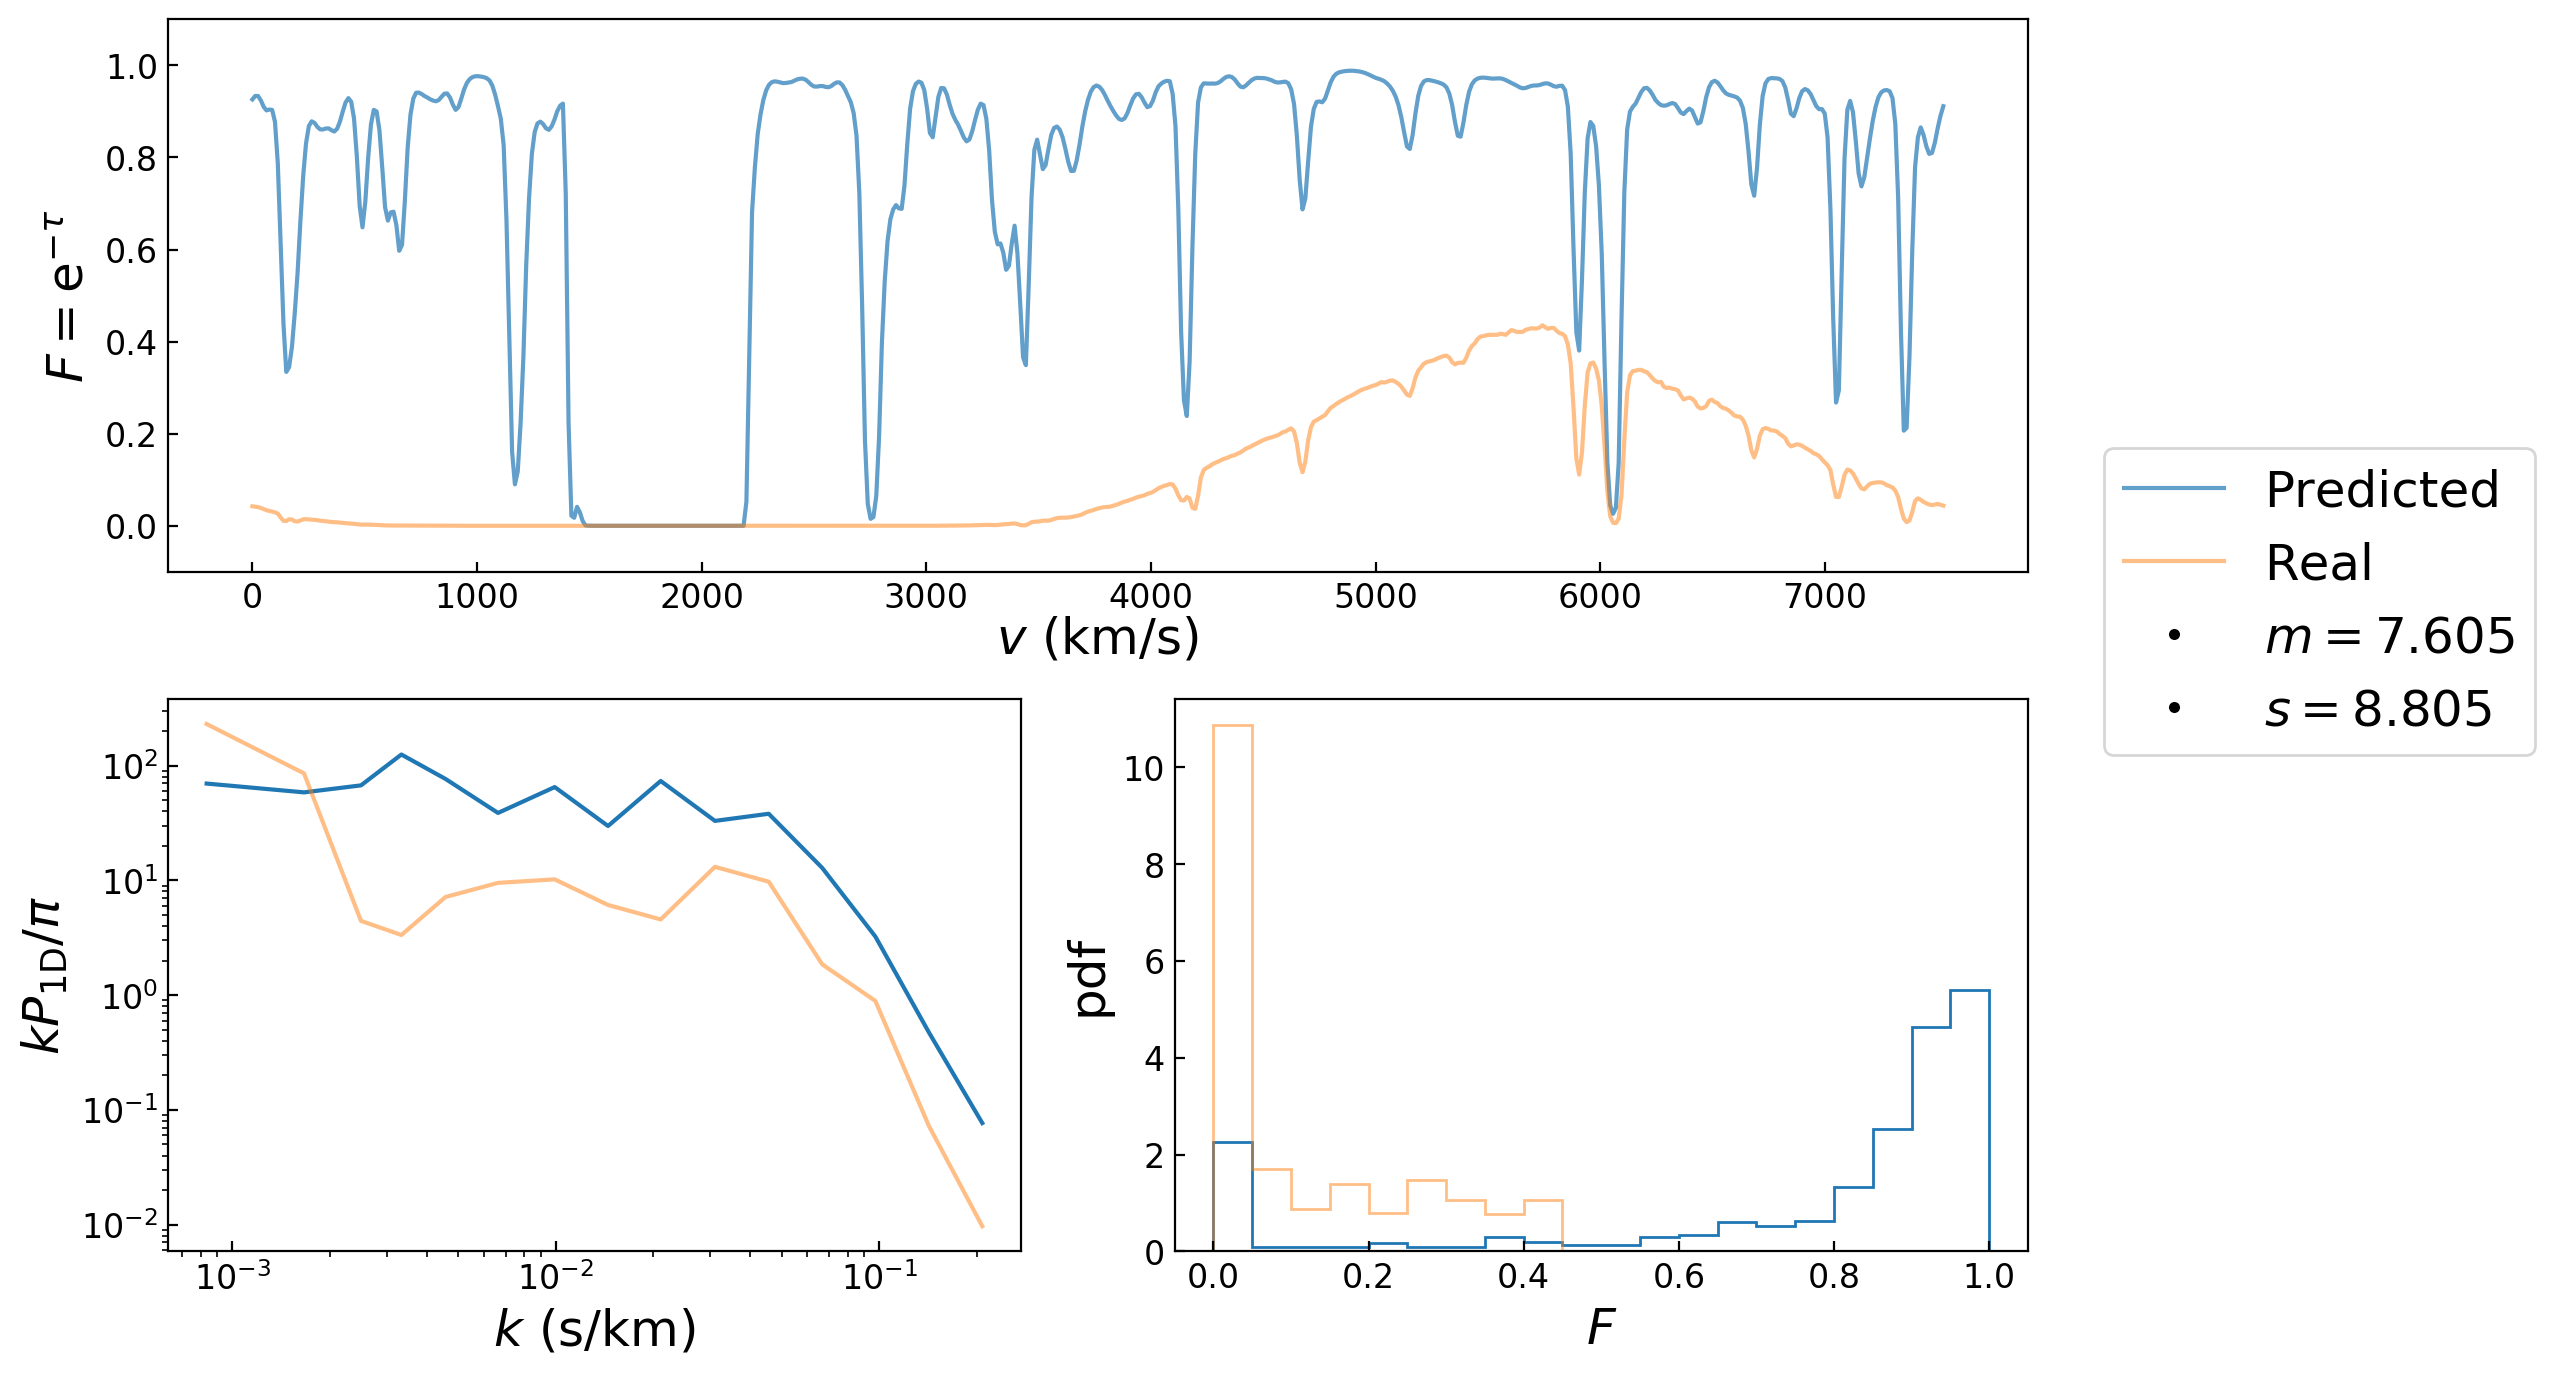 1.0
0.8
0.6
0.4
0.2
0.0
F = e^{−τ}
0 1000 2000 3000 4000 5000 6000 7000
v (km/s)
Predicted
Real
m = 7.605
s = 8.805
10^2
10^1
10^0
10^{−1}
10^{−2}
kP_{1D}/π
10^{−3} 10^{−2} 10^{−1}
k (s/km)
10
8
6
4
2
0
pdf
0.0 0.2 0.4 0.6 0.8 1.0
F